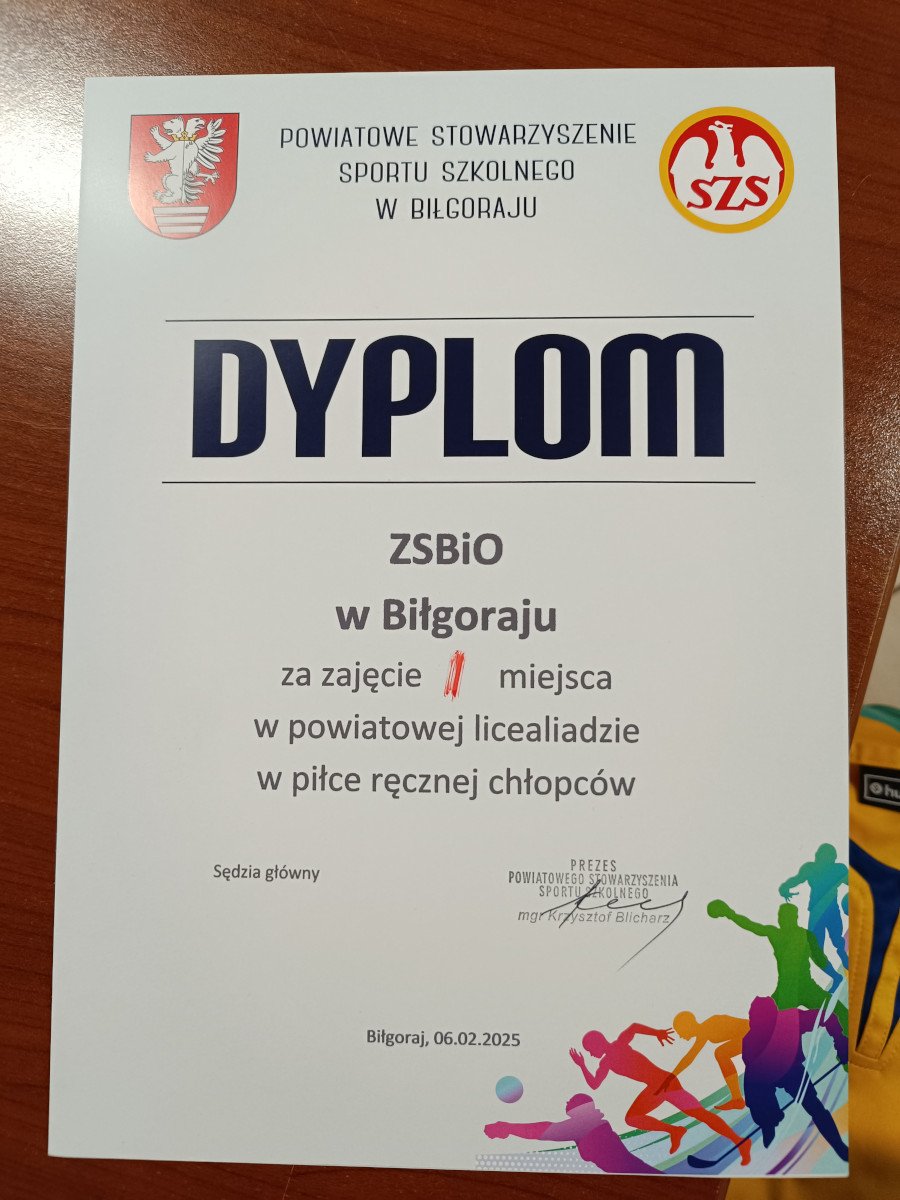 POWIATOWE STOWARZYSZENIE
SPORTU SZKOLNEGO
W BIŁGORAJU
SZS
DYPLOM
ZSBiO
w Biłgoraju
za zajęcie I miejsca
w powiatowej licealiadzie
w piłce ręcznej chłopców
Sędzia główny
PREZES
POWIATOWEGO STOWARZYSZENIA
SPORTU SZKOLNEGO
mgr Krzysztof Blicharz
Biłgoraj, 06.02.2025